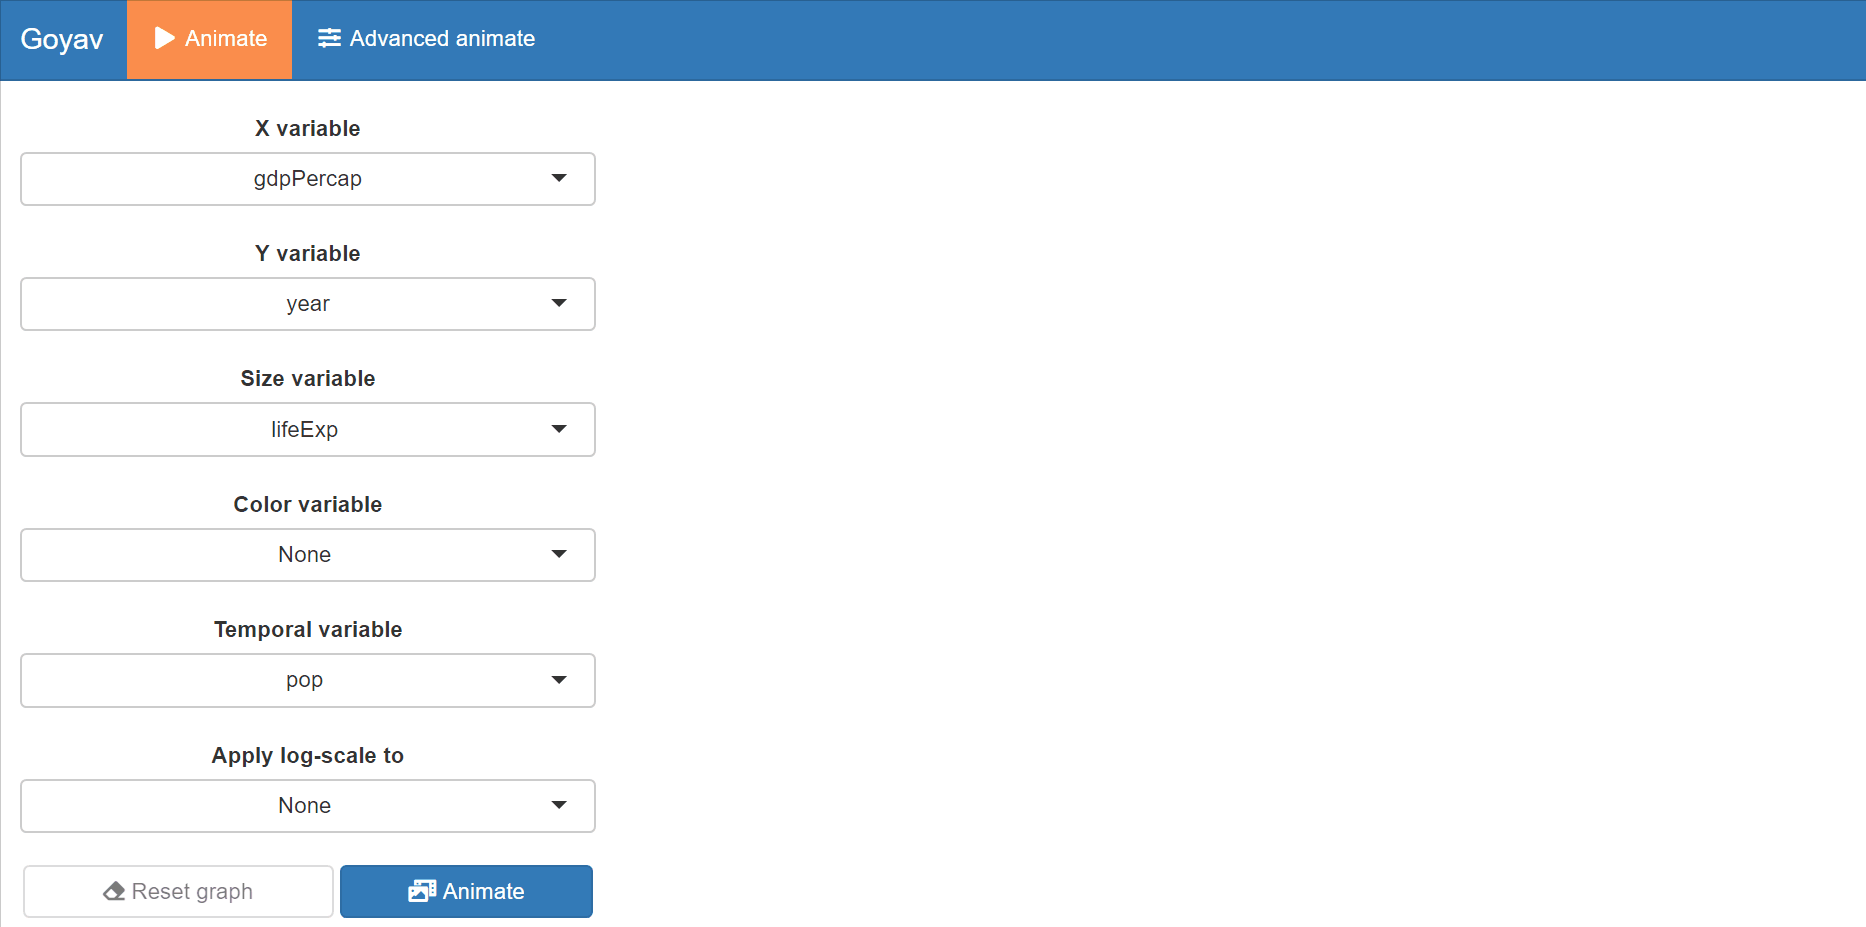 Goyav Animate Advanced animate
X variable
gdpPercap
Y variable
year
Size variable
lifeExp
Color variable
None
Temporal variable
pop
Apply log-scale to
None
Reset graph Animate